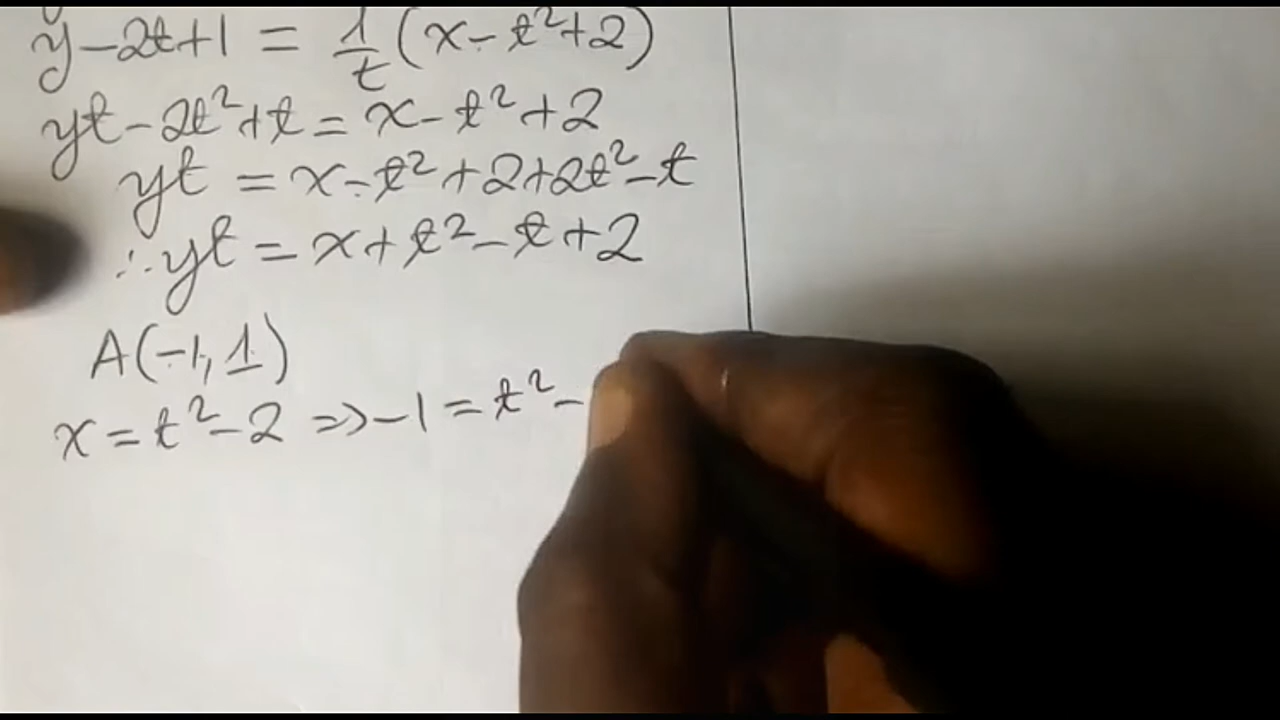 y-2t+1 = 1/t (x-t²+2)
yt-2t²+t = x-t²+2
yt = x-t²+2+2t²-t
∴ yt = x+t²-t+2
A(-1, 1)
x = t²-2 ⇒ -1 = t²-